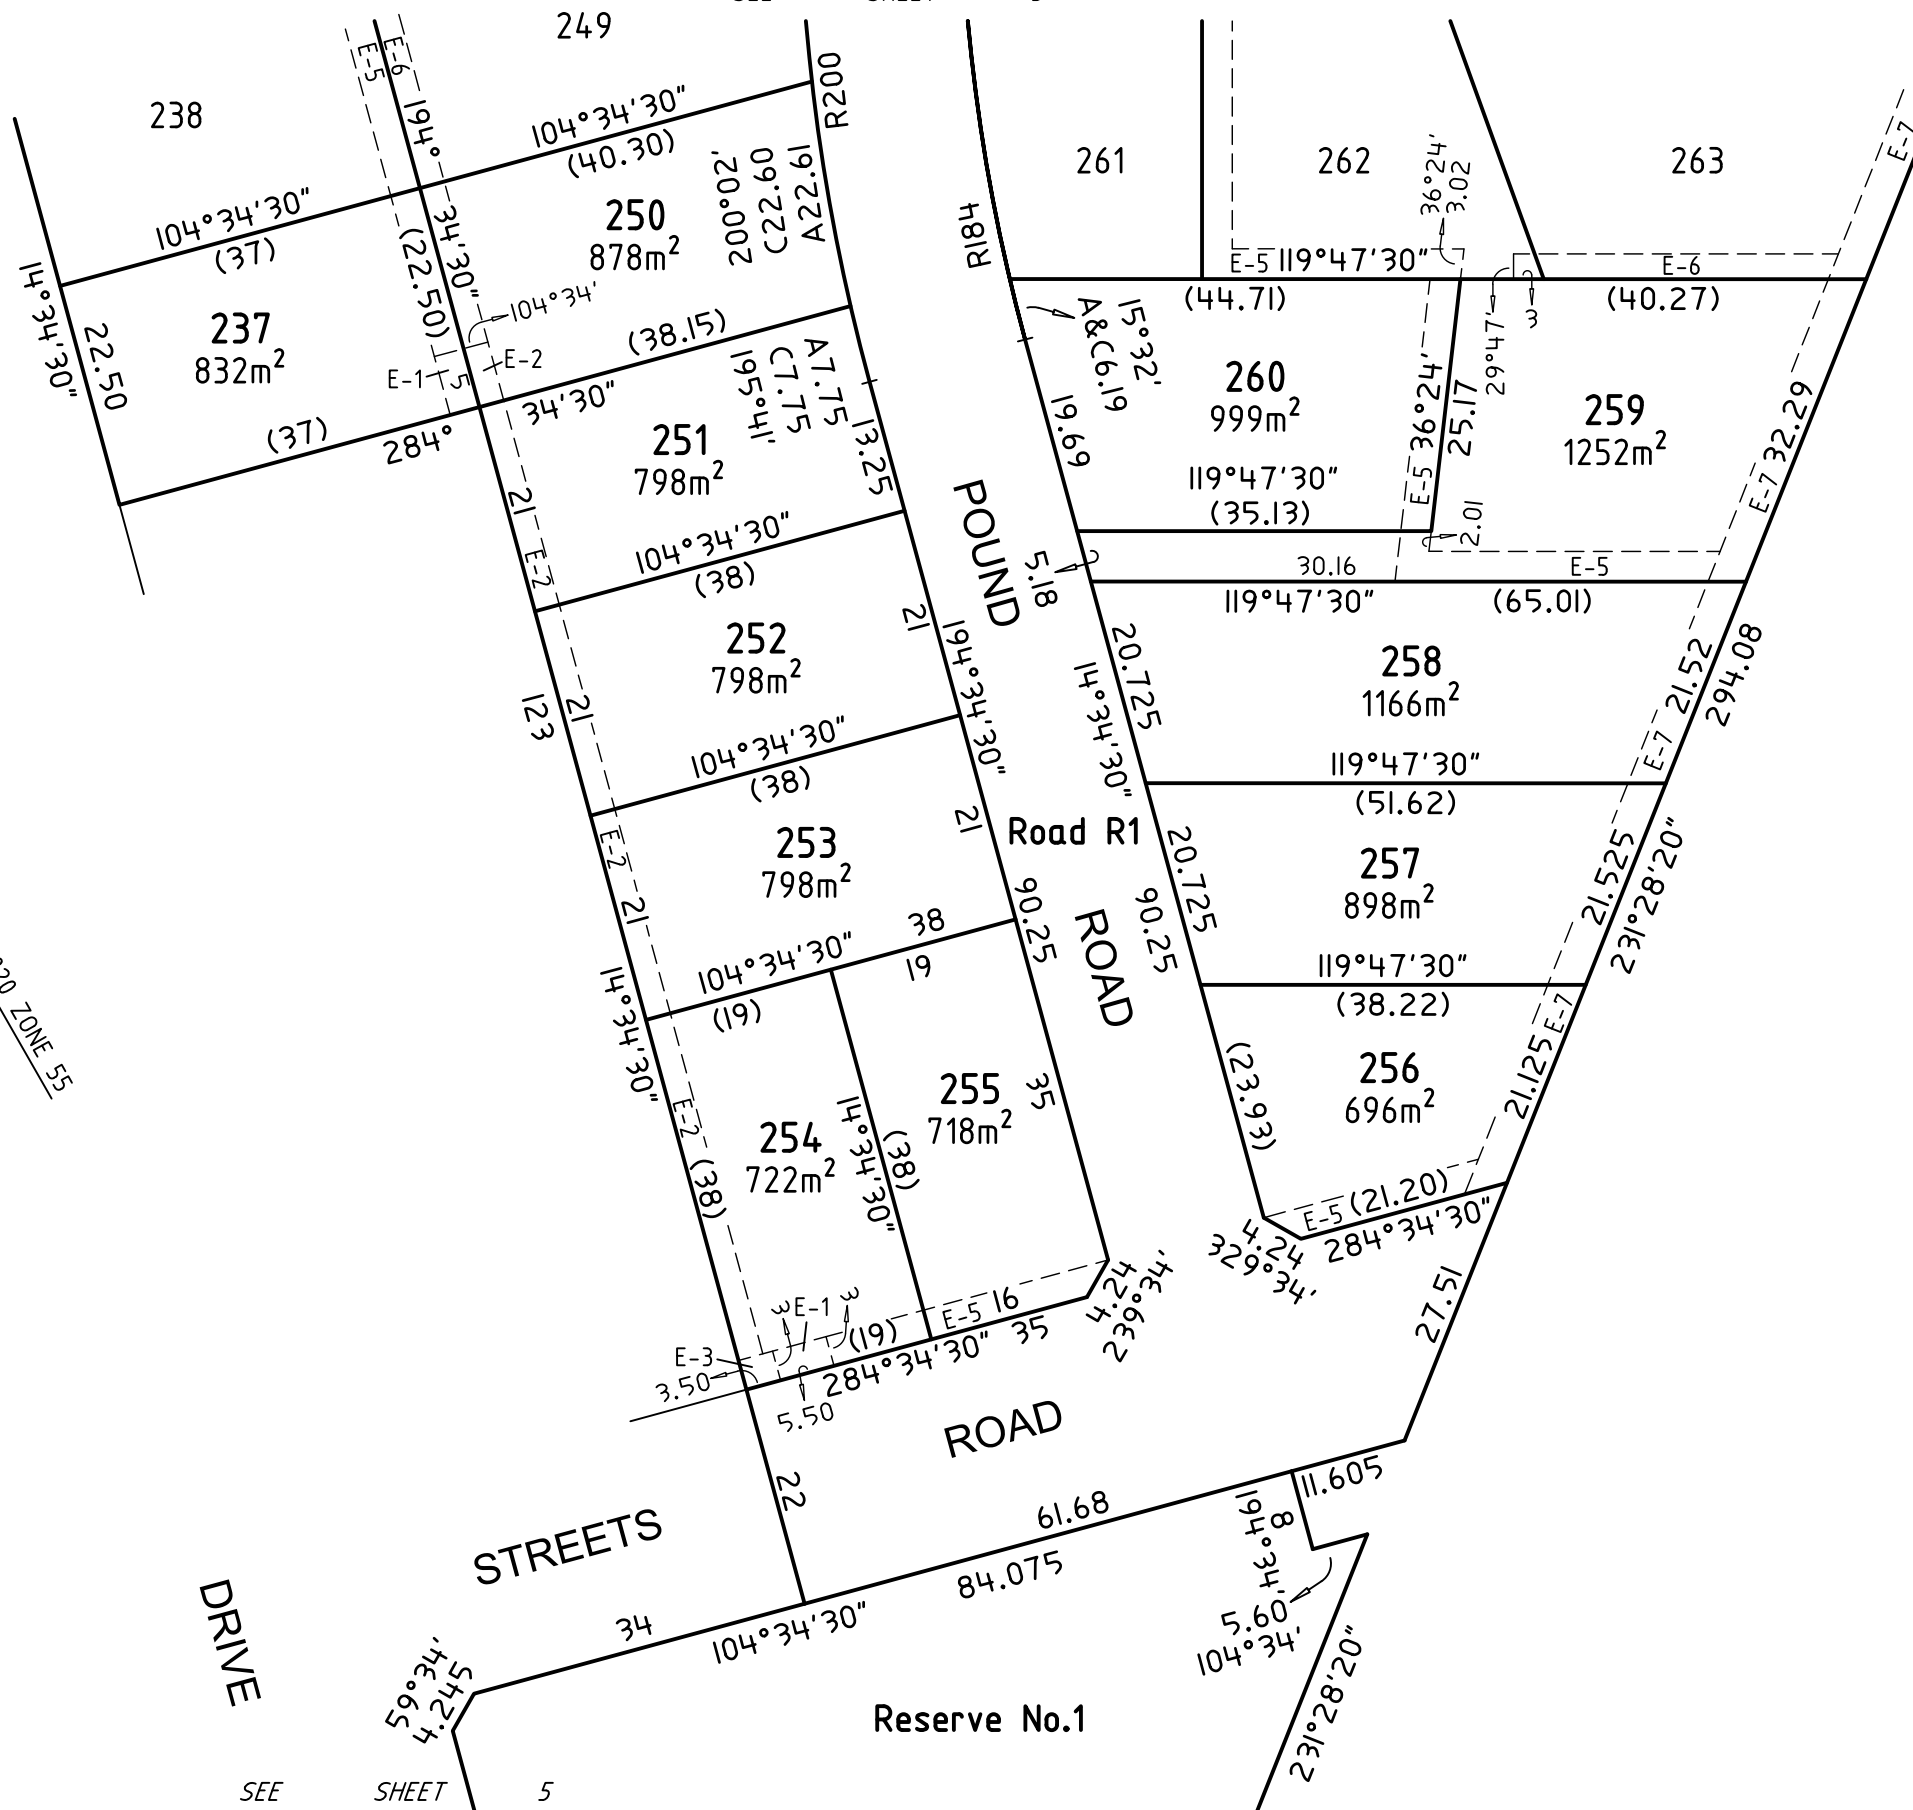 249
238
E-5
E-6
194°
34'30"
R200
104°34'30"
(40.30)
250
878m²
200°02'
C22.60
A22.61
104°34'30"
(37)
14°34'30"
22.50
237
832m²
(22.50)
104°34'
E-1
5
E-2
(37)
284°
34'30"
(38.15)
A7.75
C7.75
195°41'
251
798m²
13.25
21
E-2
104°34'30"
(38)
252
798m²
21
194°34'30"
123
21
104°34'30"
(38)
253
798m²
21
E-2
21
90.25
104°34'30"
38
(19)
19
14°34'30"
E-2
(38)
254
722m²
14°34'30"
(38)
255
718m²
35
3
E-1
3
(19)
E-5
16
4.24
239°34'
E-3
3.50
5.50
284°34'30"
35
261
262
263
36°24'
3.02
E-7
R184
E-5
119°47'30"
E-6
(44.71)
29°47'
3
(40.27)
15°32'
A&C6.19
260
999m²
36°24'
25.17
E-5
259
1252m²
32.29
E-7
19.69
119°47'30"
(35.13)
2.01
5.18
30.16
E-5
119°47'30"
(65.01)
POUND
ROAD
Road R1
20.725
14°34'30"
258
1166m²
21.52
294.08
E-7
119°47'30"
(51.62)
20.725
90.25
257
898m²
21.525
231°28'20"
119°47'30"
(38.22)
E-7
(23.93)
256
696m²
21.125
E-5
(21.20)
4.24
329°34'
284°34'30"
27.51
ROAD
22
61.68
84.075
11.605
8
194°34'
5.60
104°34'
STREETS
34
104°34'30"
DRIVE
59°34'
4.245
Reserve No.1
231°28'20"
ZONE 55
SEE SHEET 5